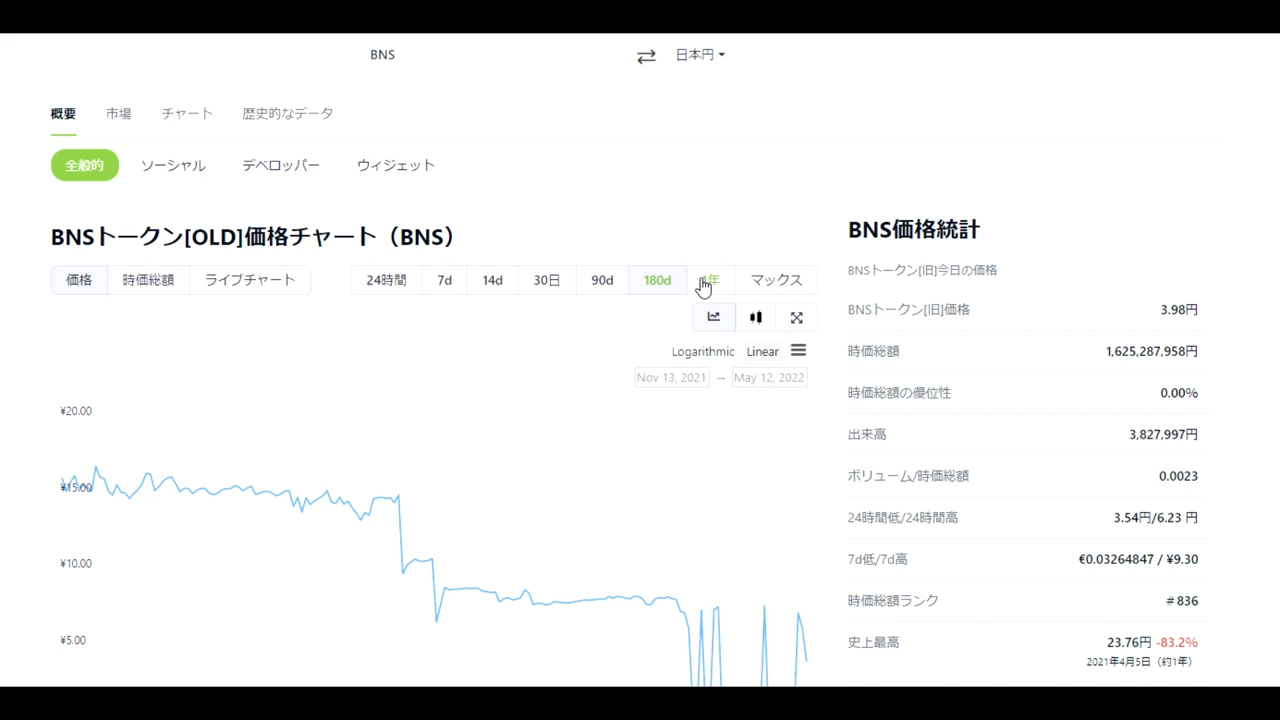 BNS
日本円
概要 市場 チャート 歴史的なデータ
全般的 ソーシャル デベロッパー ウィジェット
BNSトークン[OLD]価格チャート（BNS）
価格 時価総額 ライブチャート 24時間 7d 14d 30日 90d 180d 1年 マックス
Logarithmic Linear
Nov 13, 2021 → May 12, 2022
¥20.00
¥15.00
¥10.00
¥5.00
BNS価格統計
BNSトークン[旧]今日の価格
BNSトークン[旧]価格 3.98円
時価総額 1,625,287,958円
時価総額の優位性 0.00%
出来高 3,827,997円
ボリューム/時価総額 0.0023
24時間低/24時間高 3.54円/6.23 円
7d低/7d高 €0.03264847 / ¥9.30
時価総額ランク ＃836
史上最高 23.76円 -83.2%
2021年4月5日（約1年）